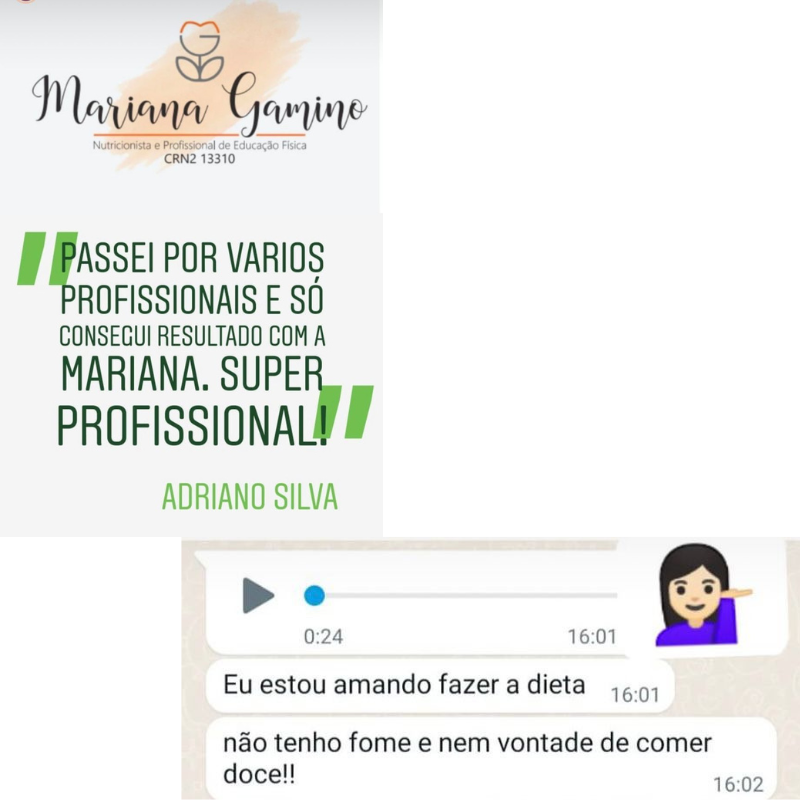 Mariana Gamino
Nutricionista e Profissional de Educação Física
CRN2 13310
"PASSEI POR VARIOS
PROFISSIONAIS E SÓ
CONSEGUI RESULTADO COM A
MARIANA. SUPER
PROFISSIONAL!"
ADRIANO SILVA
0:24 16:01
Eu estou amando fazer a dieta 16:01
não tenho fome e nem vontade de comer
doce!! 16:02